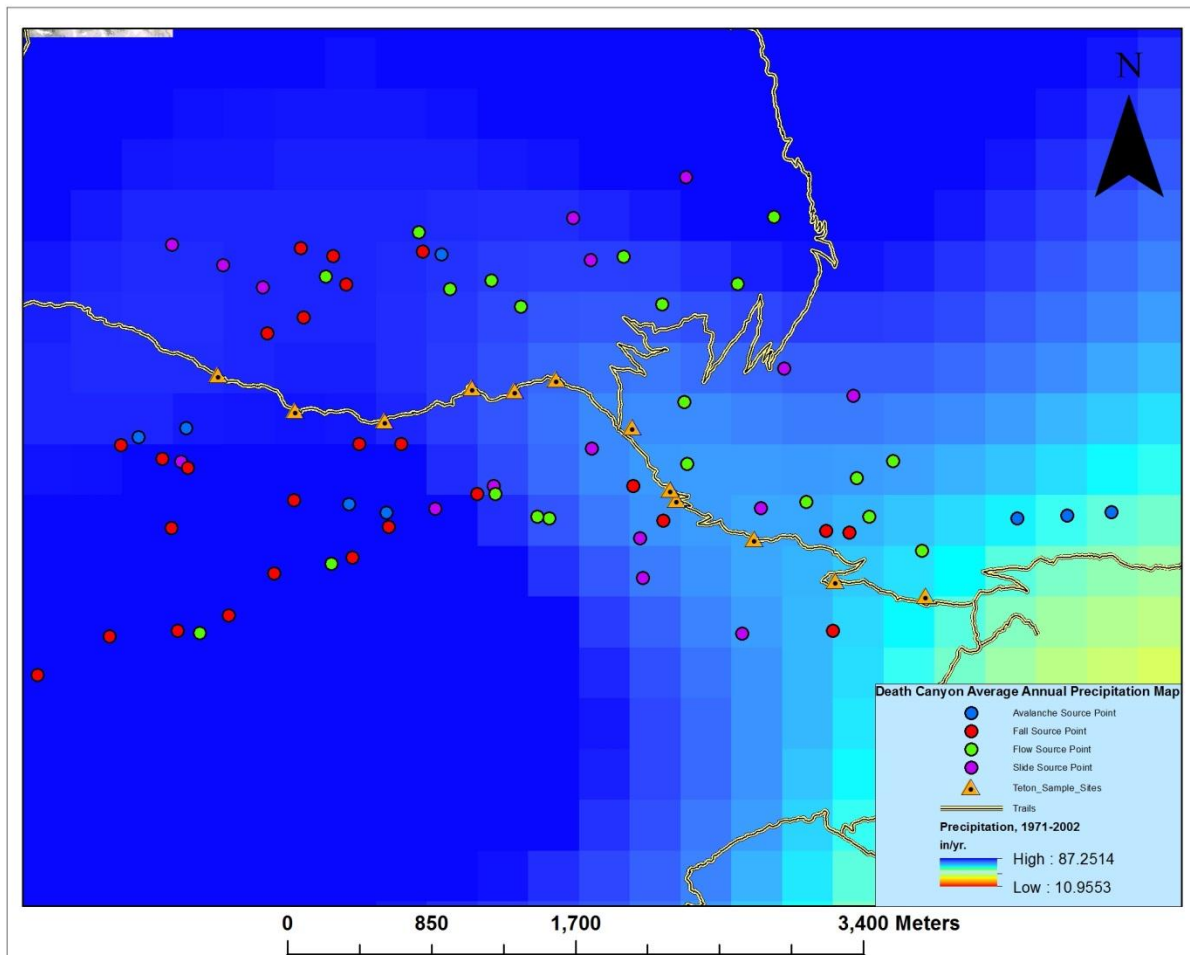 N
Death Canyon Average Annual Precipitation Map
Avalanche Source Point
Fall Source Point
Flow Source Point
Slide Source Point
Teton_Sample_Sites
Trails
Precipitation, 1971-2002
in/yr.
High : 87.2514
Low : 10.9553
0 850 1,700 3,400 Meters